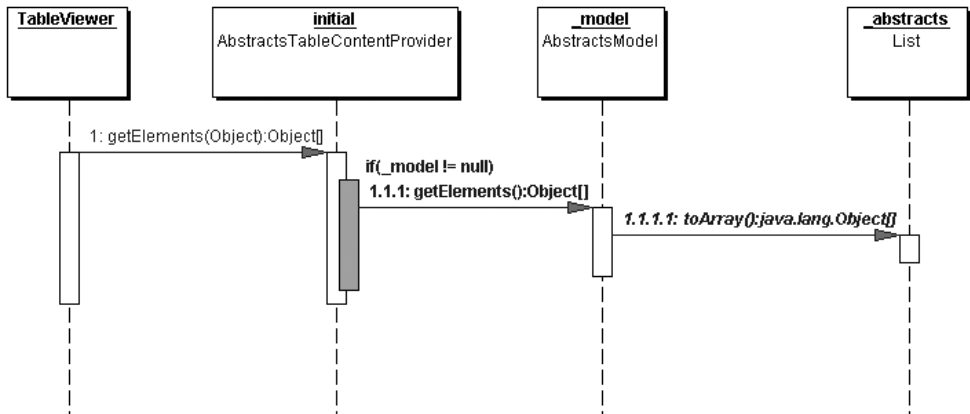 TableViewer
initial
AbstractsTableContentProvider
_model
AbstractsModel
_abstracts
List
1: getElements(Object):Object[]
if(_model != null)
1.1.1: getElements():Object[]
1.1.1.1: toArray():java.lang.Object[]